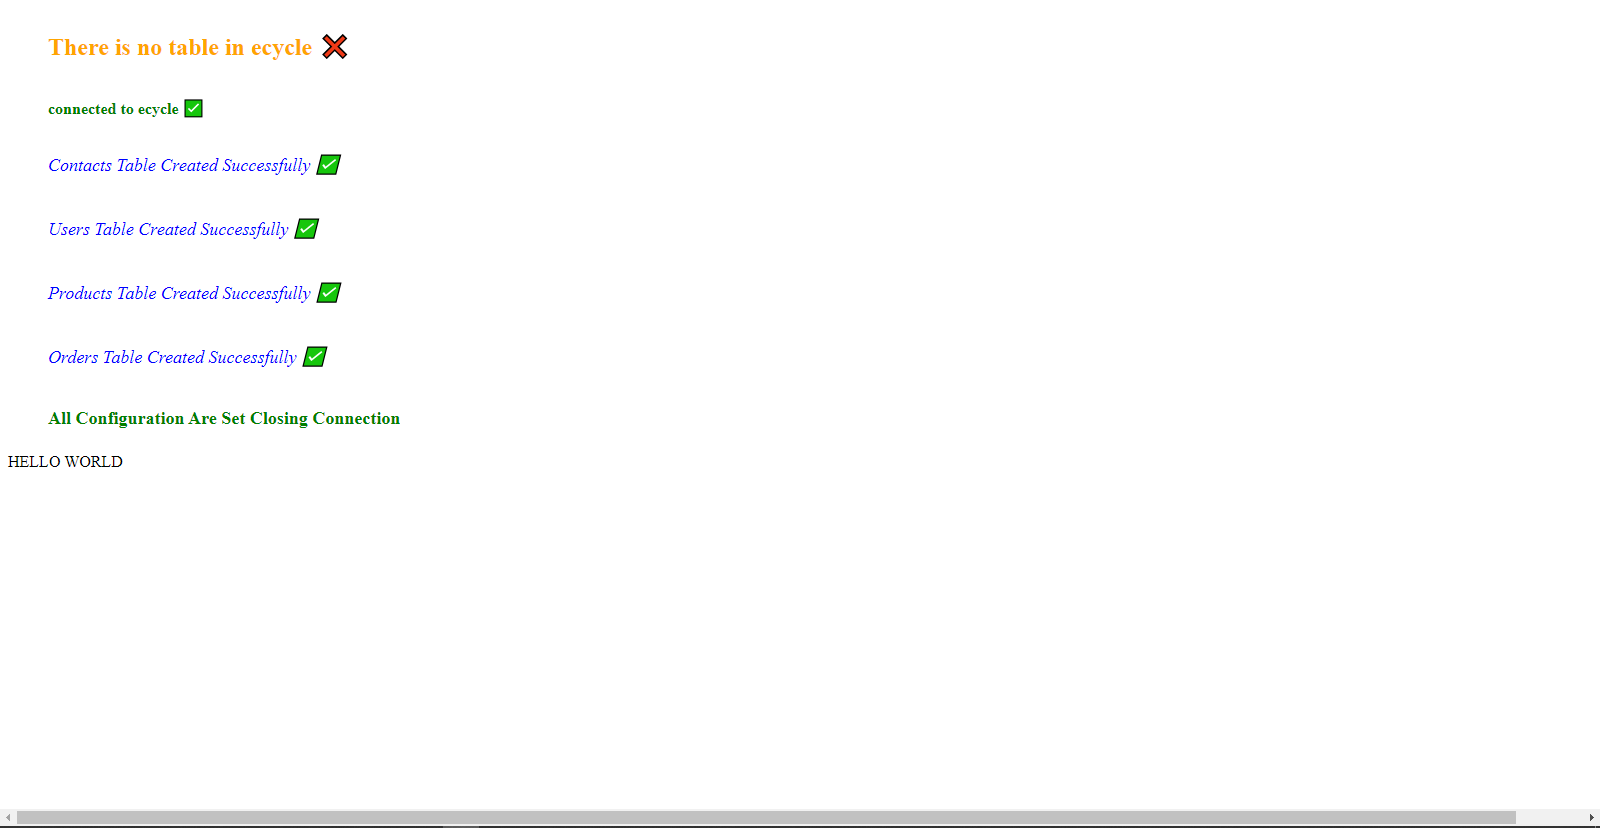 There is no table in ecycle ❌
connected to ecycle ✅
Contacts Table Created Successfully ✅
Users Table Created Successfully ✅
Products Table Created Successfully ✅
Orders Table Created Successfully ✅
All Configuration Are Set Closing Connection
HELLO WORLD